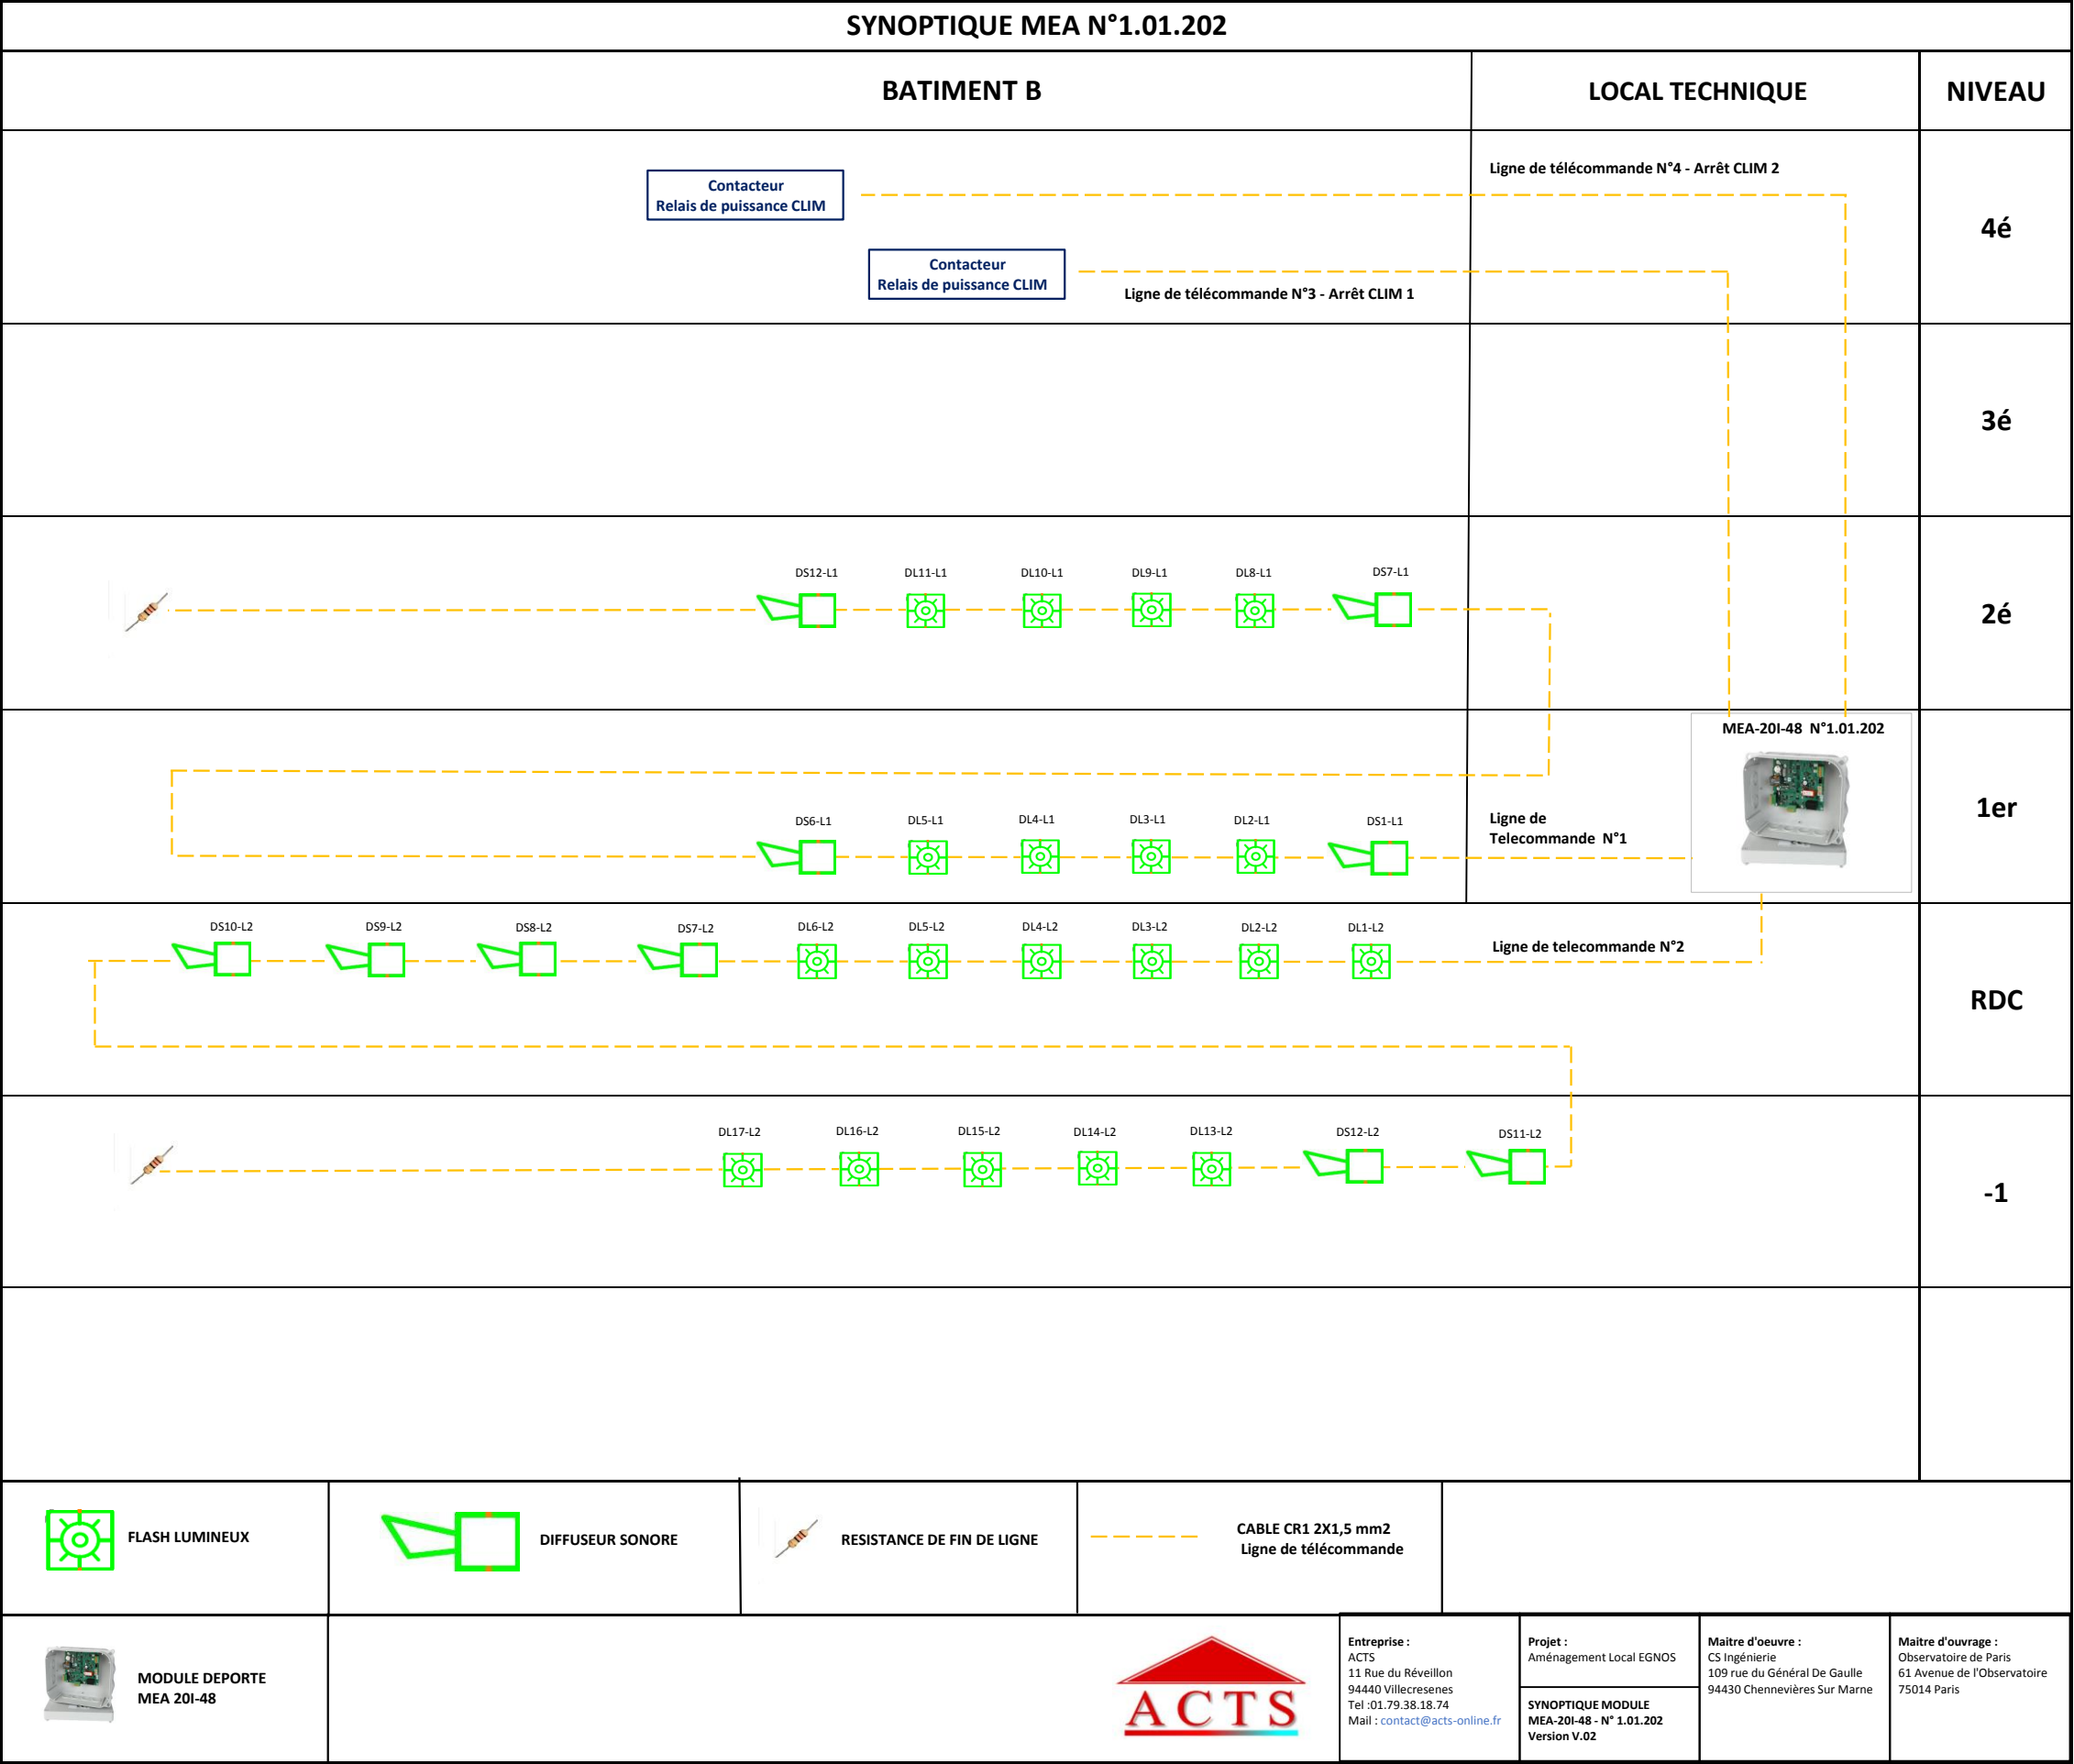 SYNOPTIQUE MEA N°1.01.202
BATIMENT B
LOCAL TECHNIQUE
NIVEAU
Ligne de télécommande N°4 - Arrêt CLIM 2
Contacteur
Relais de puissance CLIM
4é
Contacteur
Relais de puissance CLIM
Ligne de télécommande N°3 - Arrêt CLIM 1
3é
DS12-L1
DL11-L1
DL10-L1
DL9-L1
DL8-L1
DS7-L1
2é
MEA-20I-48 N°1.01.202
1er
DS6-L1
DL5-L1
DL4-L1
DL3-L1
DL2-L1
DS1-L1
Ligne de
Telecommande N°1
DS10-L2
DS9-L2
DS8-L2
DS7-L2
DL6-L2
DL5-L2
DL4-L2
DL3-L2
DL2-L2
DL1-L2
Ligne de telecommande N°2
RDC
DL17-L2
DL16-L2
DL15-L2
DL14-L2
DL13-L2
DS12-L2
DS11-L2
-1
FLASH LUMINEUX
DIFFUSEUR SONORE
RESISTANCE DE FIN DE LIGNE
CABLE CR1 2X1,5 mm2
Ligne de télécommande
MODULE DEPORTE
MEA 20I-48
ACTS
Entreprise :
ACTS
11 Rue du Réveillon
94440 Villecresenes
Tel :01.79.38.18.74
Mail : contact@acts-online.fr
Projet :
Aménagement Local EGNOS
SYNOPTIQUE MODULE
MEA-20I-48 - N° 1.01.202
Version V.02
Maitre d'oeuvre :
CS Ingénierie
109 rue du Général De Gaulle
94430 Chennevières Sur Marne
Maitre d'ouvrage :
Observatoire de Paris
61 Avenue de l'Observatoire
75014 Paris